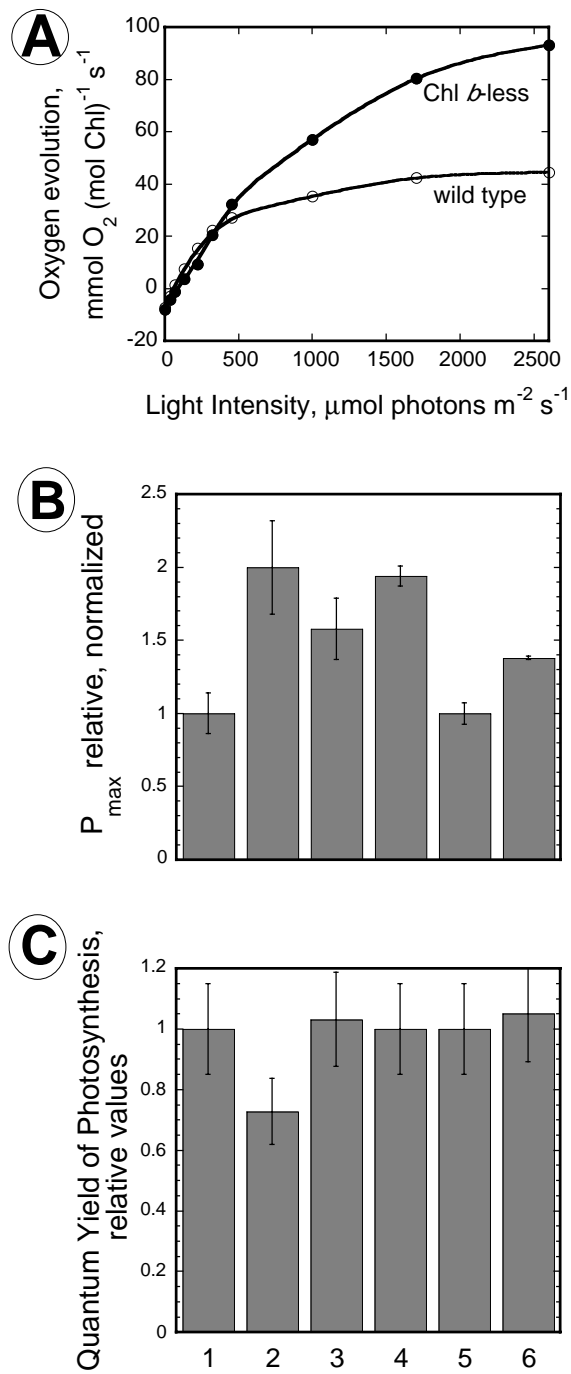 A
Oxygen evolution,
mmol O2 (mol Chl)-1 s-1
100
80
60
40
20
0
-20
Chl b-less
wild type
0 500 1000 1500 2000 2500
Light Intensity, μmol photons m-2 s-1
B
Pmax relative, normalized
2.5
2
1.5
1
0.5
0
C
Quantum Yield of Photosynthesis,
relative values
1.2
1
0.8
0.6
0.4
0.2
0
1 2 3 4 5 6